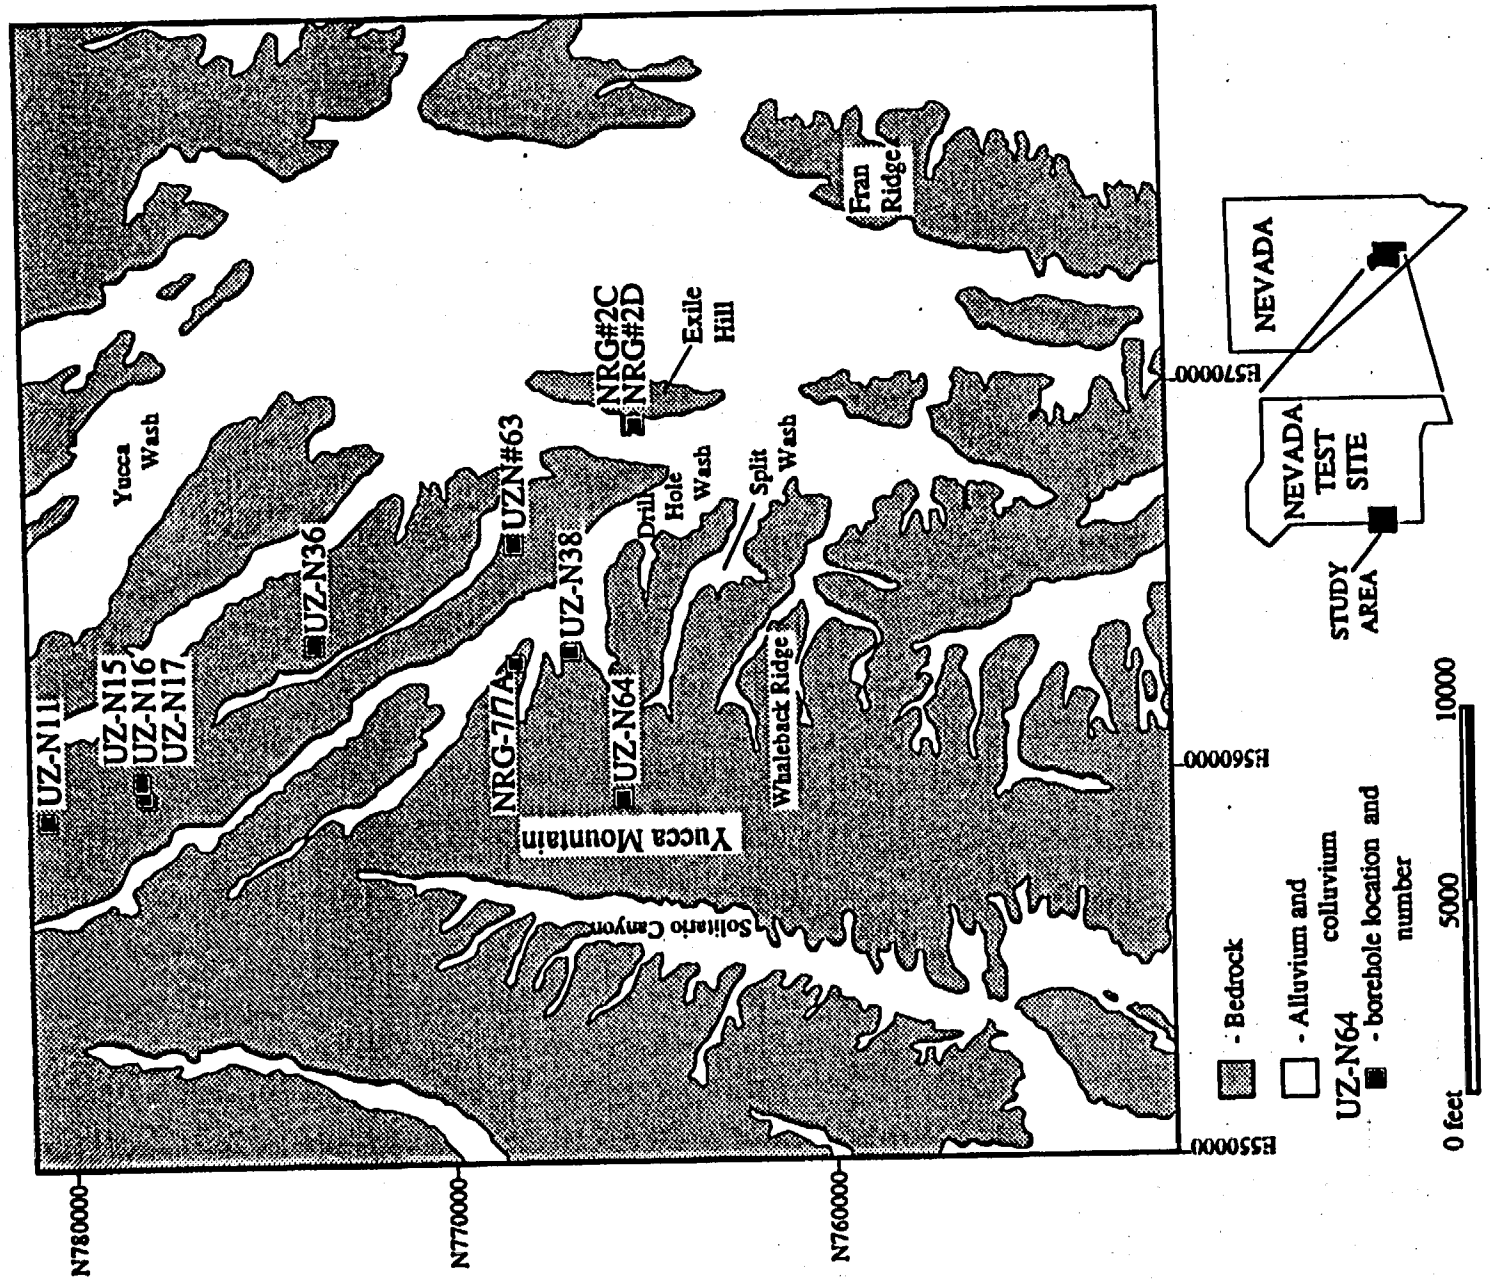 UZ-N11
UZ-N15
UZ-N16
UZ-N17
UZ-N36
Yucca
Wash
NRG-7/7A
UZN#63
UZ-N38
UZ-N64
NRG#2C
NRG#2D
Exile
Hill
Drill
Hole
Wash
Split
Wash
Fran
Ridge
Whaleback Ridge
Yucca Mountain
Solitario Canyon
N780000
N770000
N760000
E550000
E560000
E570000
- Bedrock
- Alluvium and
colluvium
UZ-N64
- borehole location and
number
0 feet
5000
10000
STUDY
AREA
NEVADA
TEST
SITE
NEVADA